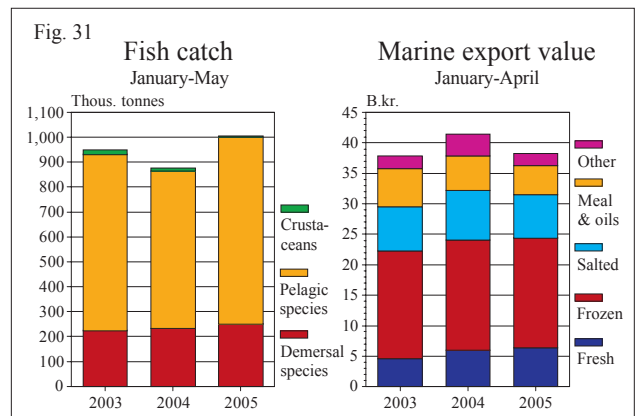 Fig. 31
Fish catch
January-May
Thous. tonnes
1,100
1,000
900
800
700
600
500
400
300
200
100
0
2003 2004 2005
Crusta-
ceans
Pelagic
species
Demersal
species
Marine export value
January-April
B.kr.
45
40
35
30
25
20
15
10
5
0
2003 2004 2005
Other
Meal
& oils
Salted
Frozen
Fresh